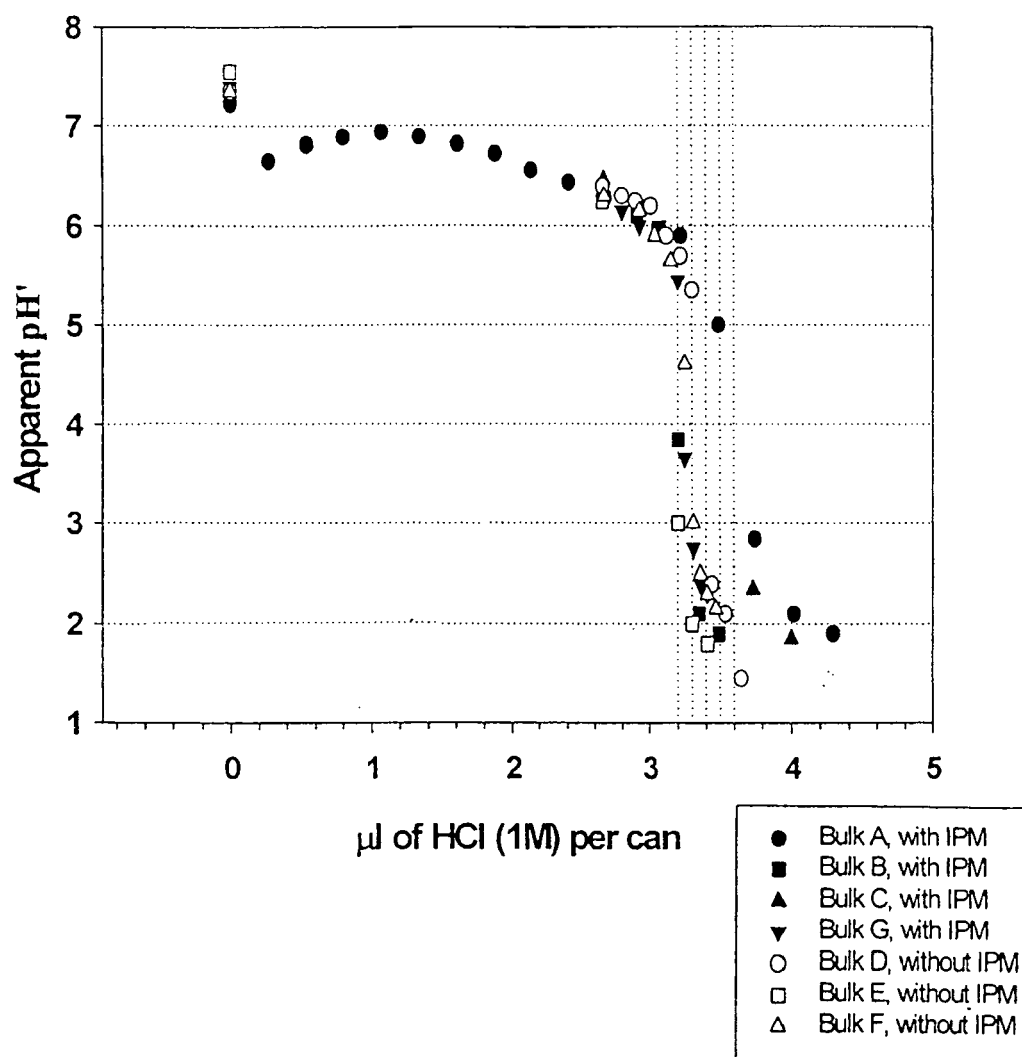 8
7
6
5
4
3
2
1
Apparent pH'
0 1 2 3 4 5
µl of HCl (1M) per can
Bulk A, with IPM
Bulk B, with IPM
Bulk C, with IPM
Bulk G, with IPM
Bulk D, without IPM
Bulk E, without IPM
Bulk F, without IPM